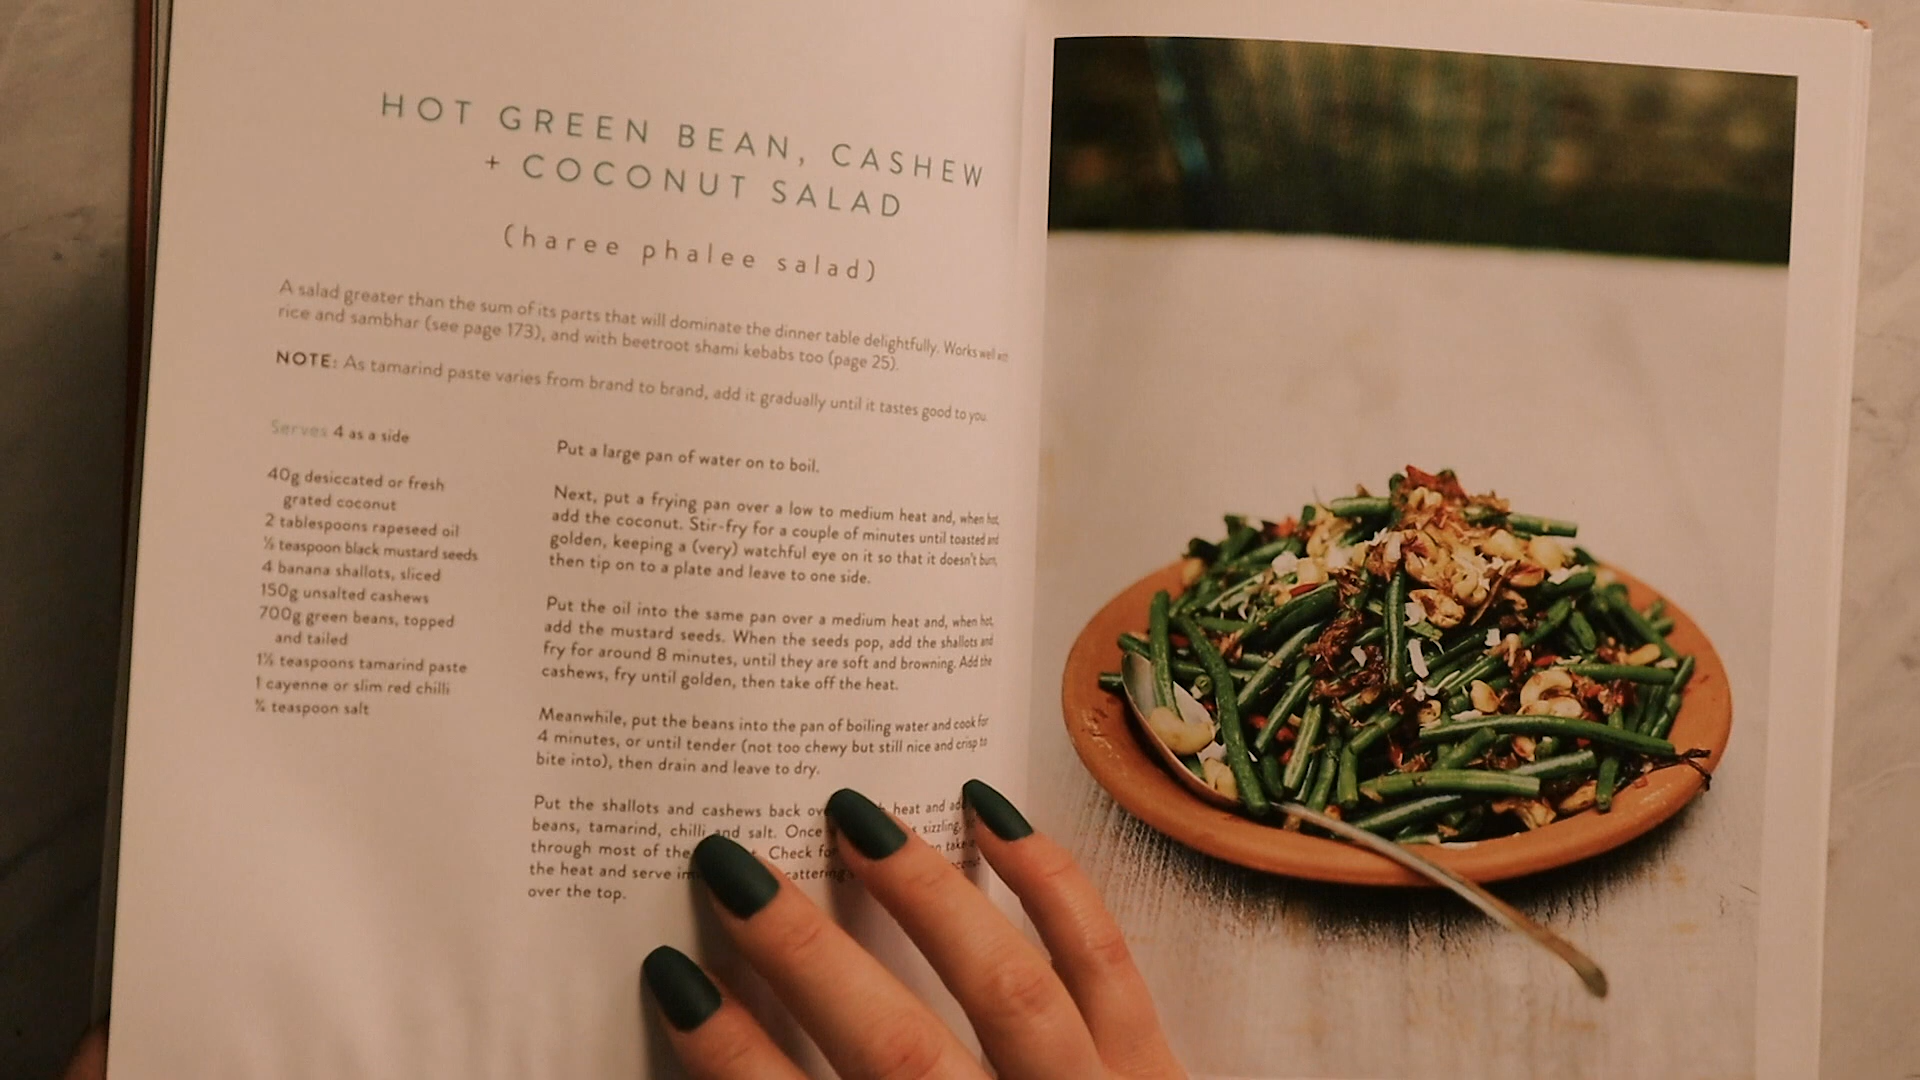 HOT GREEN BEAN, CASHEW
+ COCONUT SALAD
(haree phalee salad)
A salad greater than the sum of its parts that will dominate the dinner table delightfully. Works well
rice and sambhar (see page 173), and with beetroot shami kebabs too (page 25).
NOTE: As tamarind paste varies from brand to brand, add it gradually until it tastes good to you.
Serves 4 as a side
40g desiccated or fresh
grated coconut
2 tablespoons rapeseed oil
½ teaspoon black mustard seeds
4 banana shallots, sliced
150g unsalted cashews
700g green beans, topped
and tailed
1½ teaspoons tamarind paste
1 cayenne or slim red chilli
¾ teaspoon salt
Put a large pan of water on to boil.
Next, put a frying pan over a low to medium heat and, when hot,
add the coconut. Stir-fry for a couple of minutes until toasted and
golden, keeping a (very) watchful eye on it so that it doesn't burn,
then tip on to a plate and leave to one side.
Put the oil into the same pan over a medium heat and, when hot,
add the mustard seeds. When the seeds pop, add the shallots and
fry for around 8 minutes, until they are soft and browning. Add the
cashews, fry until golden, then take off the heat.
Meanwhile, put the beans into the pan of boiling water and cook for
4 minutes, or until tender (not too chewy but still nice and crisp to
bite into), then drain and leave to dry.
Put the shallots and cashews back heat and
beans, tamarind, chilli and salt. Once sizzling,
through most of the Check take
the heat and serve
over the top.